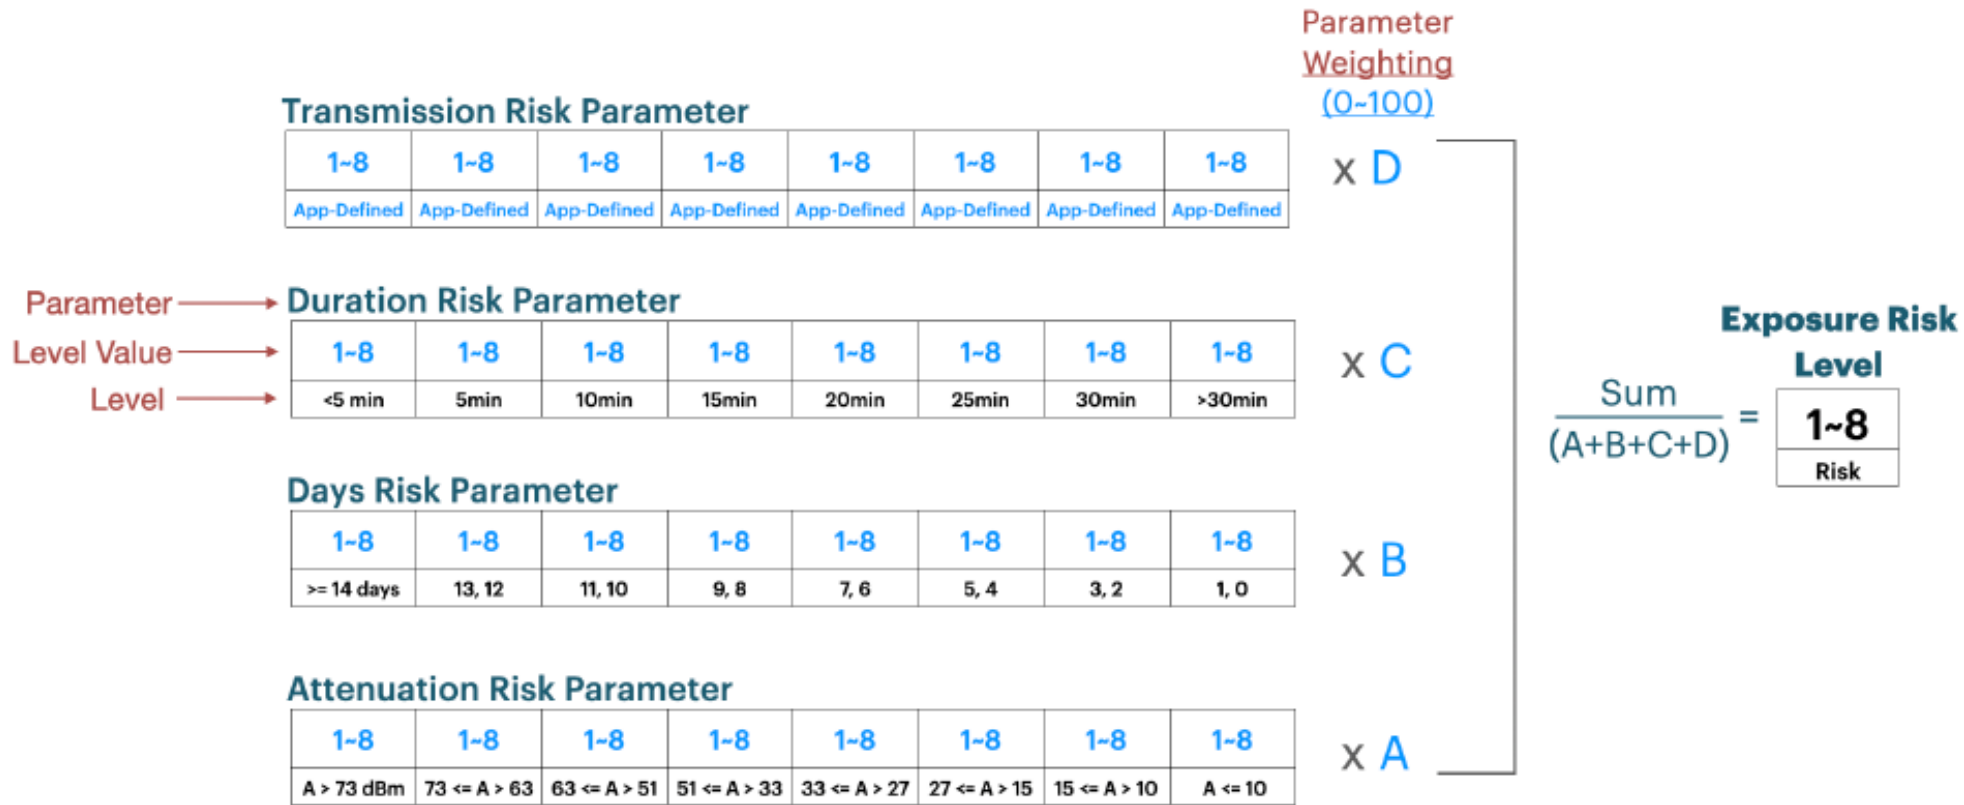 Parameter
Weighting
(0~100)
Transmission Risk Parameter
1~8 1~8 1~8 1~8 1~8 1~8 1~8 1~8
App-Defined App-Defined App-Defined App-Defined App-Defined App-Defined App-Defined App-Defined
x D
Parameter
Duration Risk Parameter
Level Value
1~8 1~8 1~8 1~8 1~8 1~8 1~8 1~8
Level
<5 min 5min 10min 15min 20min 25min 30min >30min
x C
Days Risk Parameter
1~8 1~8 1~8 1~8 1~8 1~8 1~8 1~8
>= 14 days 13, 12 11, 10 9, 8 7, 6 5, 4 3, 2 1, 0
x B
Attenuation Risk Parameter
1~8 1~8 1~8 1~8 1~8 1~8 1~8 1~8
A > 73 dBm 73 <= A > 63 63 <= A > 51 51 <= A > 33 33 <= A > 27 27 <= A > 15 15 <= A > 10 A <= 10
x A
Sum
(A+B+C+D)
=
Exposure Risk
Level
1~8
Risk